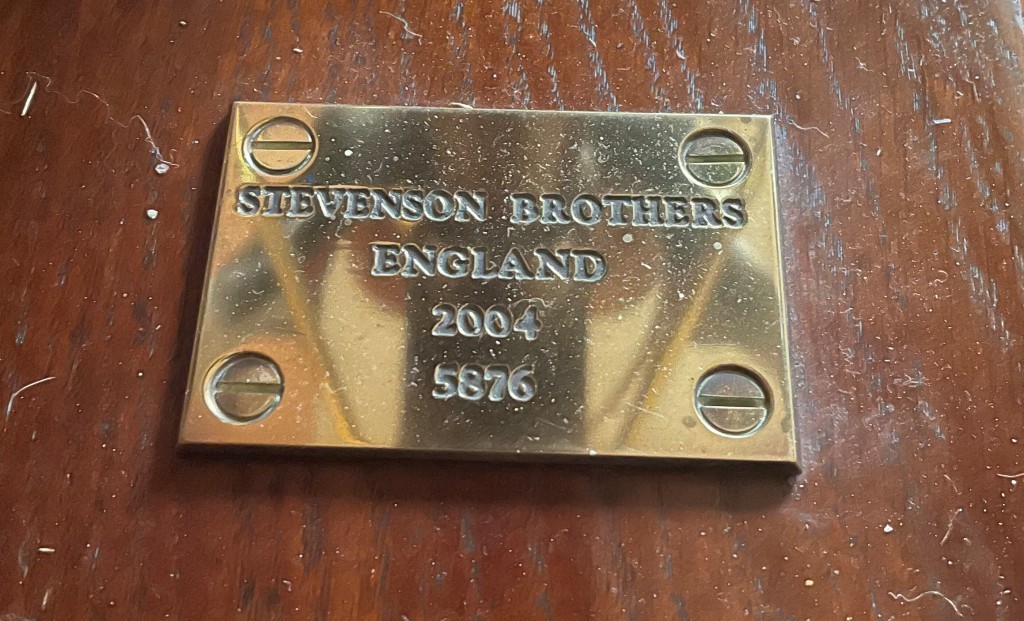 STEVENSON BROTHERS
ENGLAND
2004
5876